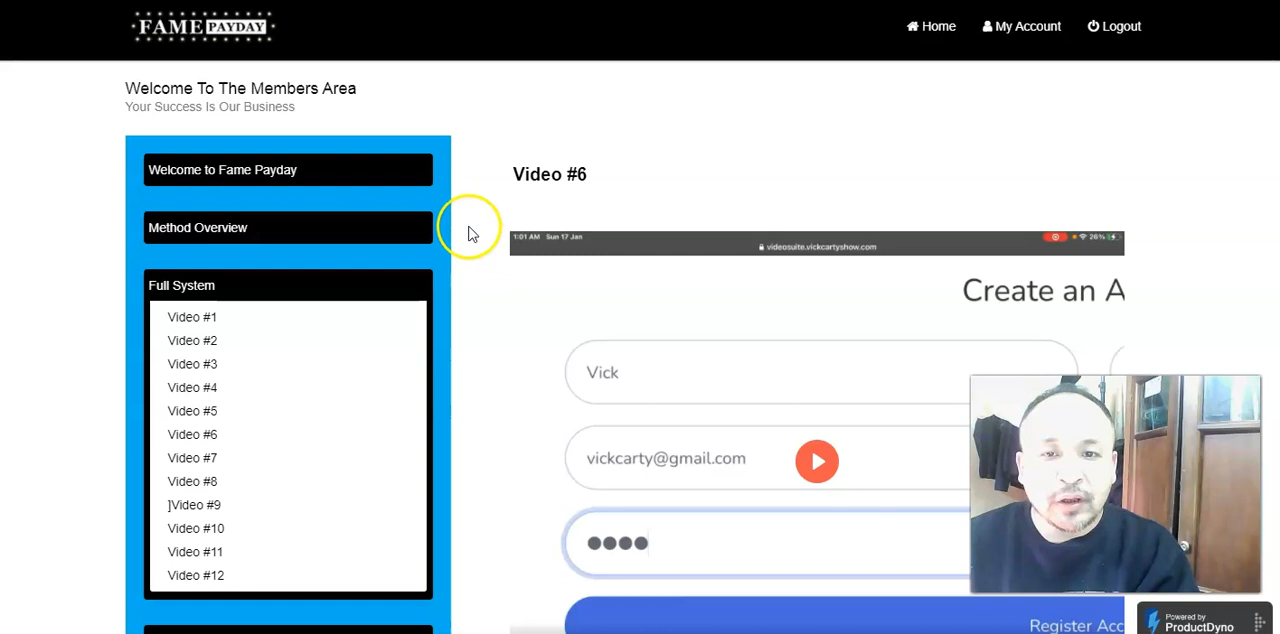 FAME PAYDAY
Home
My Account
Logout
Welcome To The Members Area
Your Success Is Our Business
Welcome to Fame Payday
Method Overview
Full System
Video #1
Video #2
Video #3
Video #4
Video #5
Video #6
Video #7
Video #8
]Video #9
Video #10
Video #11
Video #12
Video #6
1:01 AM Sun 17 Jan
videosuite.vickcartyshow.com
26%
Create an A
Vick
vickcarty@gmail.com
Register Acc
Powered by
ProductDyno